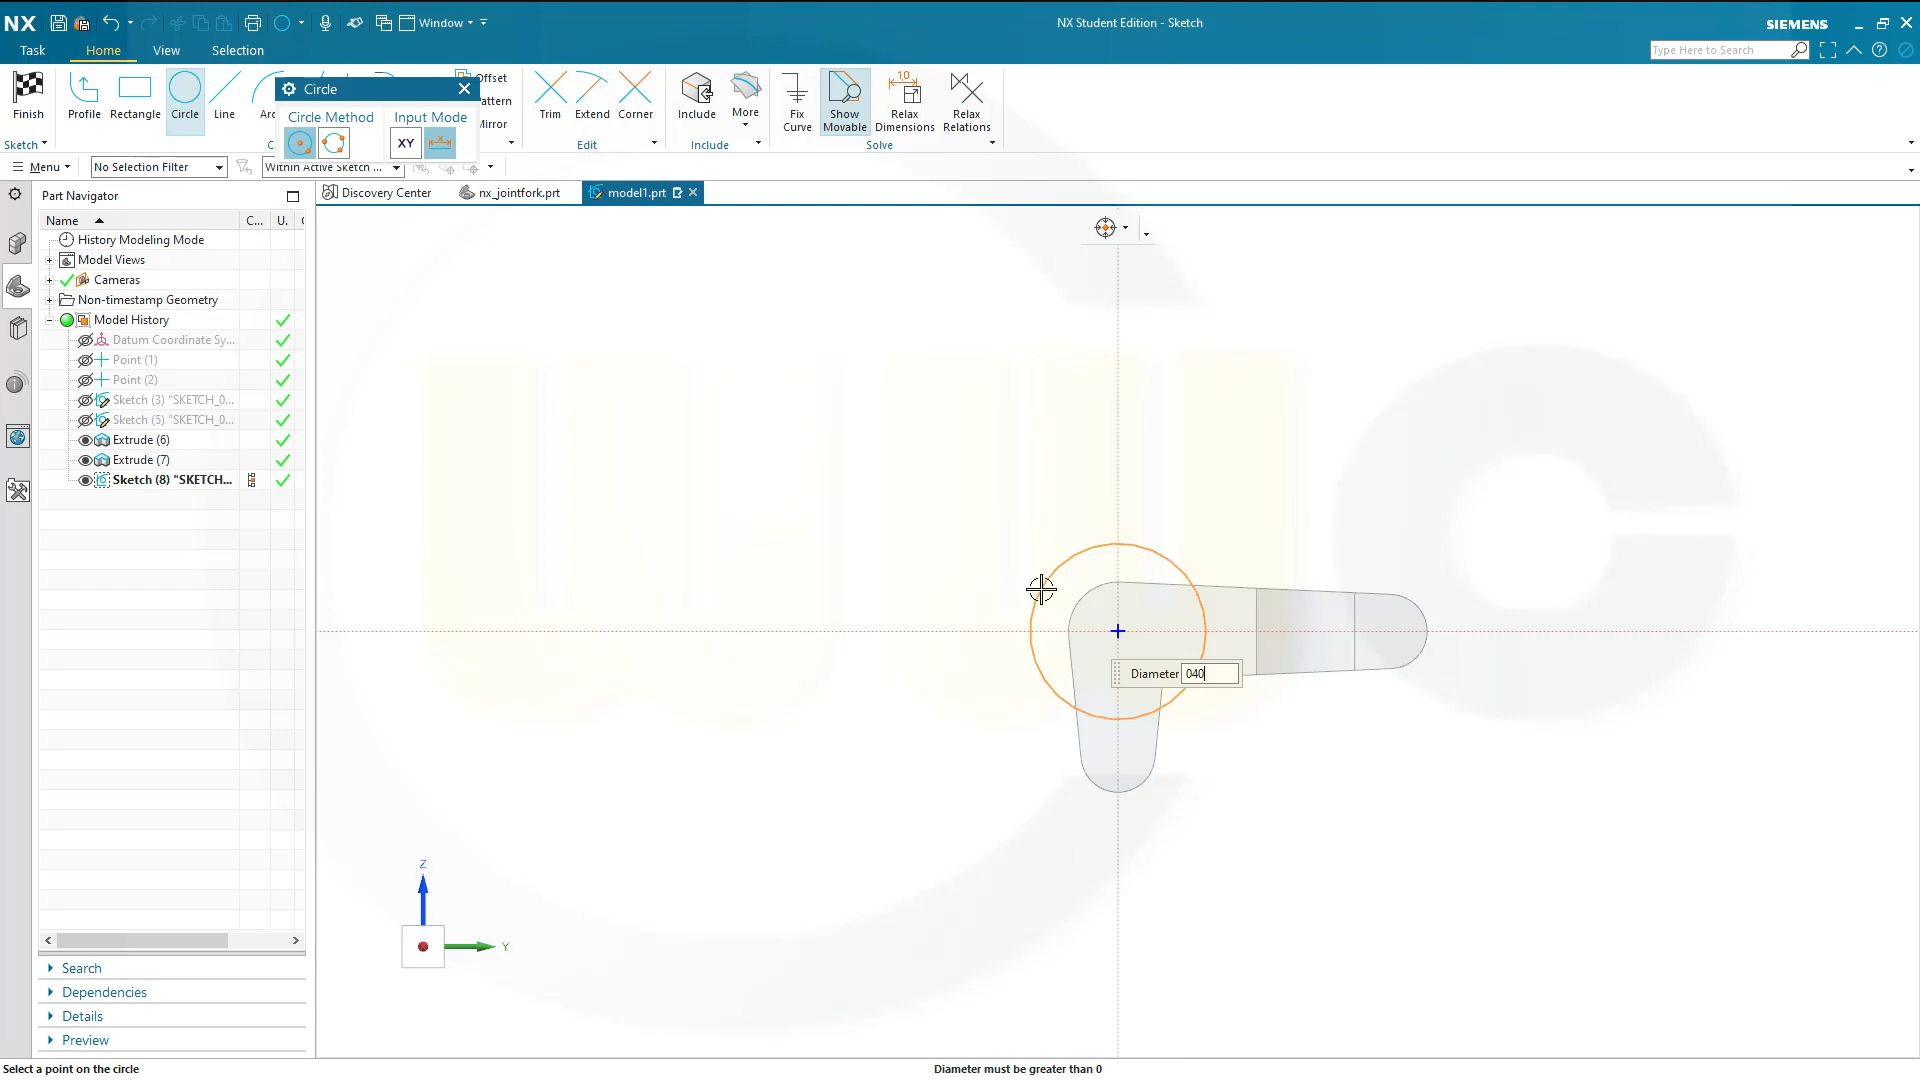 NX
Window
NX Student Edition - Sketch
SIEMENS
Task
Home
View
Selection
Type Here to Search
Finish
Profile
Rectangle
Circle
Line
Circle
Circle Method
Input Mode
XY
Offset
Trim
Extend
Corner
Include
More
Fix
Curve
Show
Movable
1,0
Relax
Dimensions
Relax
Relations
Sketch
Edit
Include
Solve
Menu
No Selection Filter
Within Active Sketch ...
Part Navigator
Discovery Center
nx_jointfork.prt
model1.prt
Name
C...
U.
History Modeling Mode
Model Views
Cameras
Non-timestamp Geometry
Model History
Datum Coordinate Sy...
Point (1)
Point (2)
Sketch (3) "SKETCH_0...
Sketch (5) "SKETCH_0...
Extrude (6)
Extrude (7)
Sketch (8) "SKETCH...
Diameter 040
Z
Y
Search
Dependencies
Details
Preview
Select a point on the circle
Diameter must be greater than 0